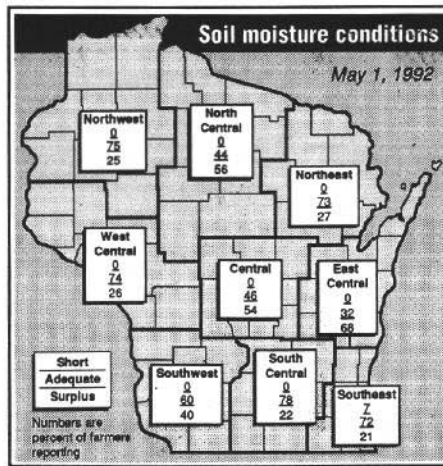 Soil moisture conditions
May 1, 1992
Northwest
0
75
25
North
Central
0
44
56
Northeast
0
73
27
West
Central
0
74
26
Central
0
46
54
East
Central
0
32
68
Short
Adequate
Surplus
Numbers are
percent of farmers
reporting
Southwest
0
60
40
South
Central
0
78
22
Southeast
7
72
21